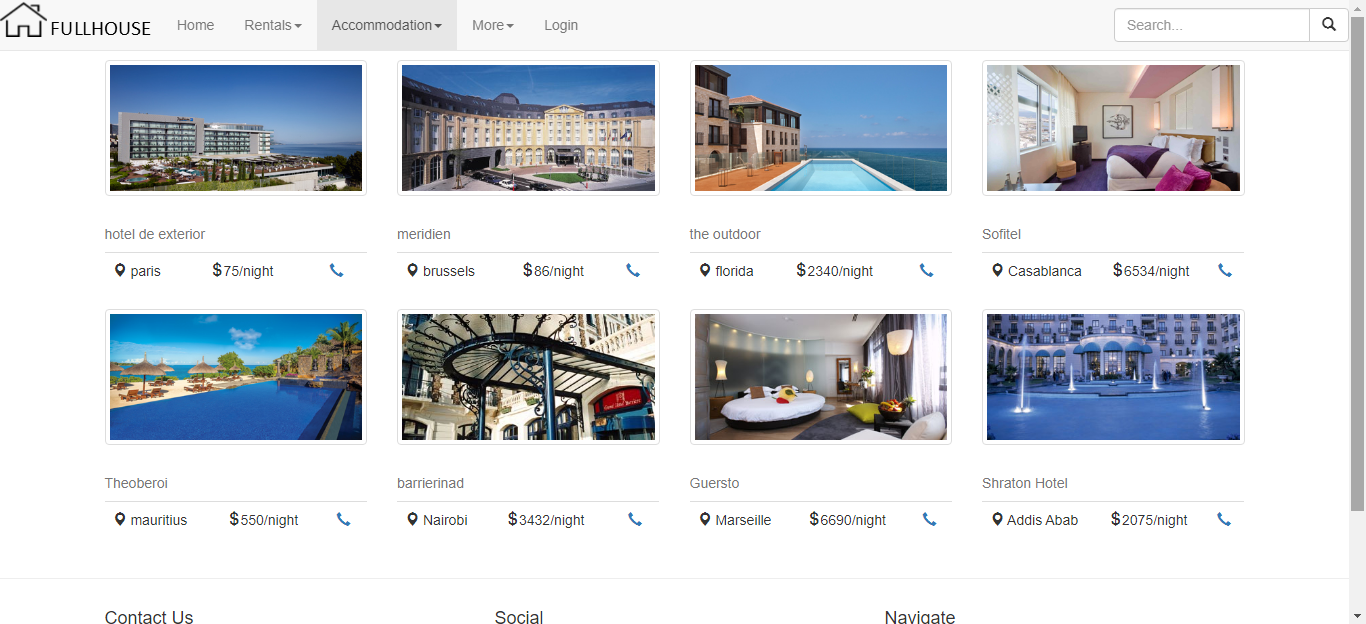 FULLHOUSE Home Rentals Accommodation More Login Search...
hotel de exterior meridien the outdoor Sofitel
paris $75/night brussels $86/night florida $2340/night Casablanca $6534/night
Theoberoi barrierinad Guersto Shraton Hotel
mauritius $550/night Nairobi $3432/night Marseille $6690/night Addis Abab $2075/night
Contact Us Social Navigate